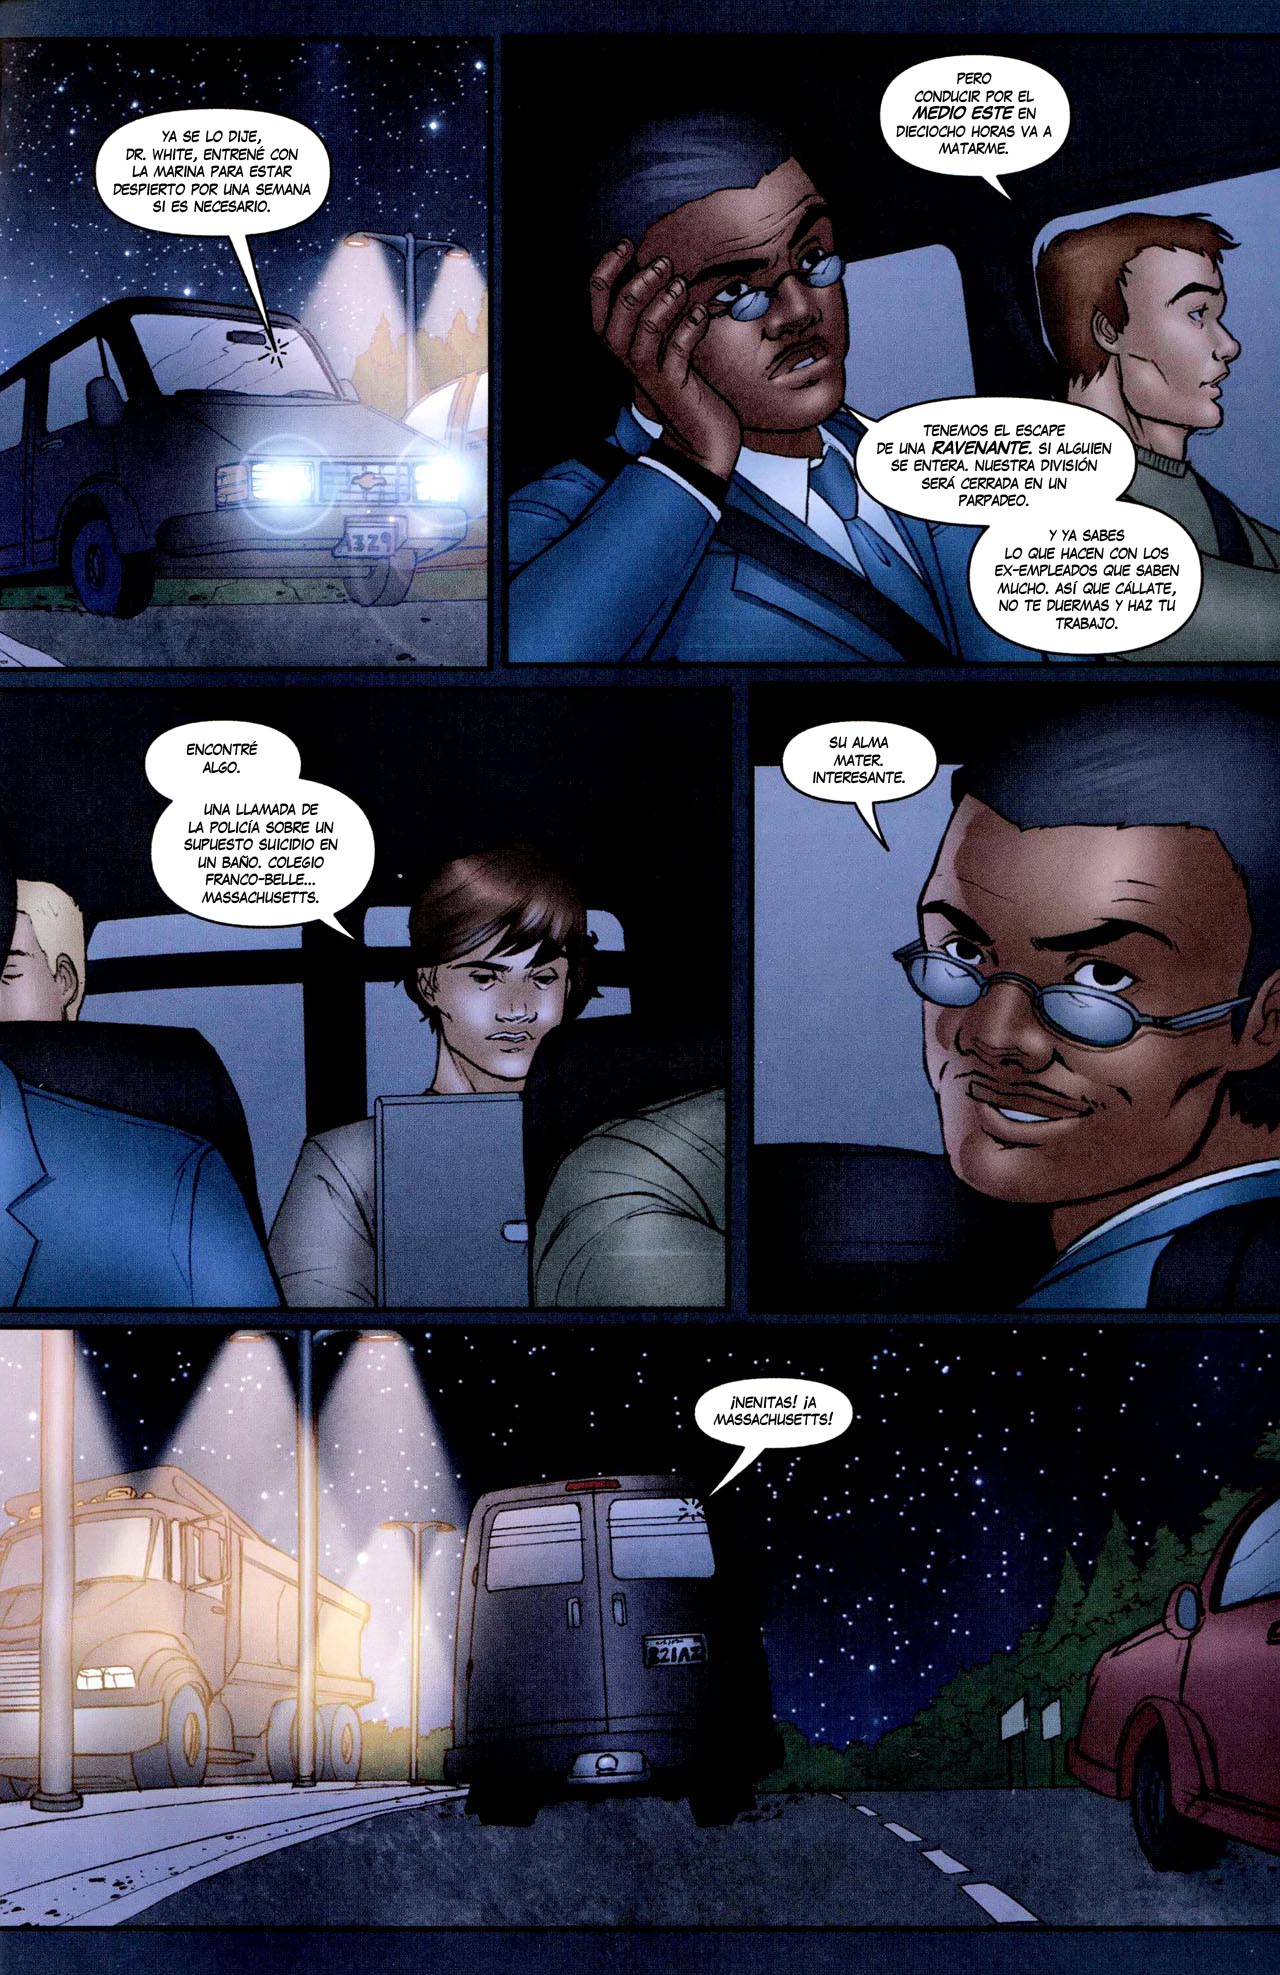 YA SE LO DIJE,
DR. WHITE, ENTRENÉ CON
LA MARINA PARA ESTAR
DESPIERTO POR UNA SEMANA
SI ES NECESARIO.
PERO
CONDUCIR POR EL
MEDIO ESTE EN
DIECIOCHO HORAS VA A
MATARME.
TENEMOS EL ESCAPE
DE UNA RAVENANTE. SI ALGUIEN
SE ENTERA. NUESTRA DIVISIÓN
SERÁ CERRADA EN UN
PARPADEO.
Y YA SABES
LO QUE HACEN CON LOS
EX-EMPLEADOS QUE SABEN
MUCHO. ASÍ QUE CÁLLATE,
NO TE DUERMAS Y HAZ TU
TRABAJO.
ENCONTRÉ
ALGO.
UNA LLAMADA DE
LA POLICÍA SOBRE UN
SUPUESTO SUICIDIO EN
UN BAÑO. COLEGIO
FRANCO-BELLE...
MASSACHUSETTS.
SU ALMA
MATER.
INTERESANTE.
¡NENITAS! ¡A
MASSACHUSETTS!
821AZ